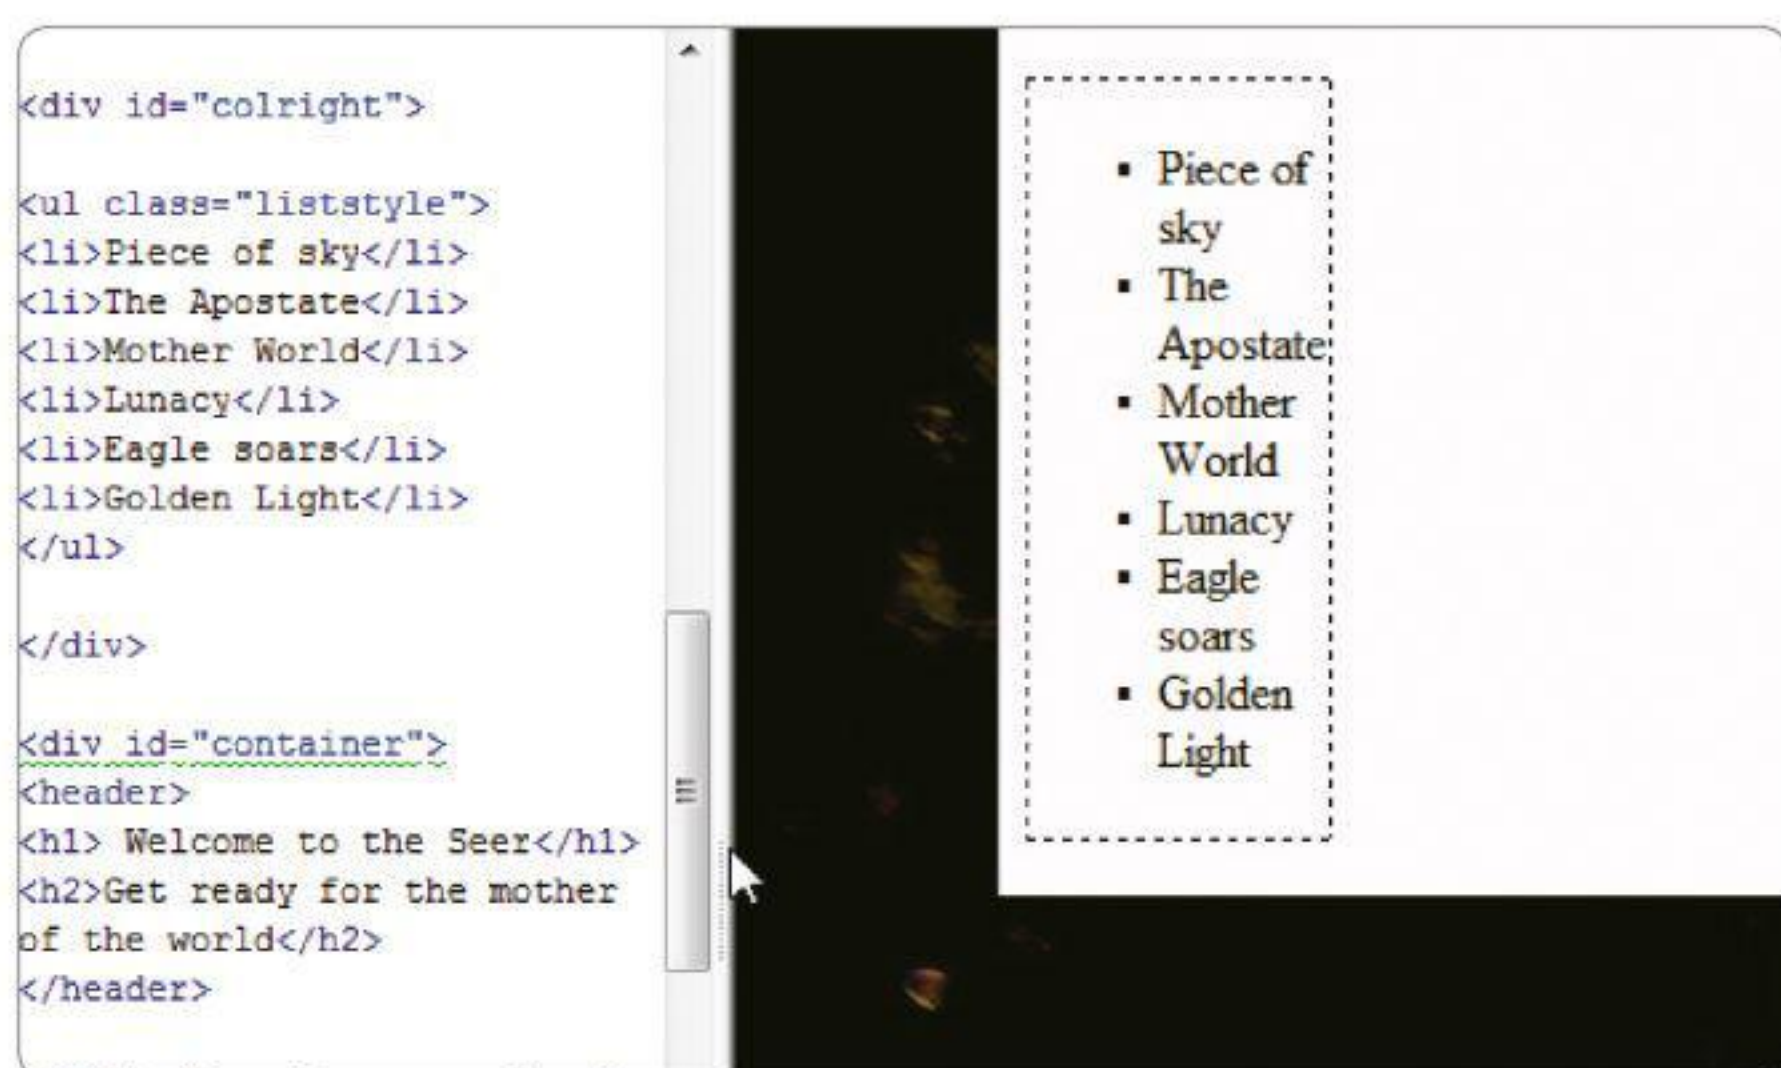 <div id="colright">
<ul class="liststyle">
<li>Piece of sky</li>
<li>The Apostate</li>
<li>Mother World</li>
<li>Lunacy</li>
<li>Eagle soars</li>
<li>Golden Light</li>
</ul>
</div>
<div id="container">
<header>
<h1> Welcome to the Seer</h1>
<h2>Get ready for the mother
of the world</h2>
</header>
Piece of
sky
The
Apostate
Mother
World
Lunacy
Eagle
soars
Golden
Light